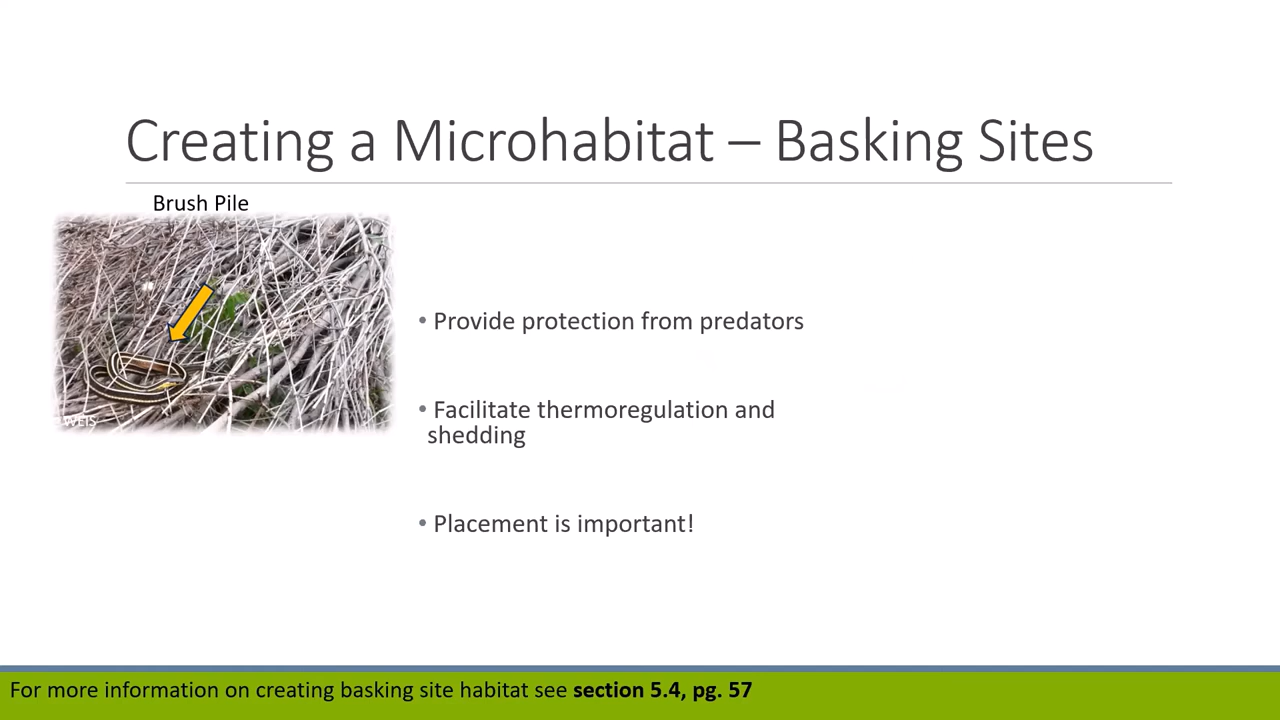 Creating a Microhabitat – Basking Sites
Brush Pile
• Provide protection from predators
• Facilitate thermoregulation and
shedding
• Placement is important!
WEIS
For more information on creating basking site habitat see section 5.4, pg. 57